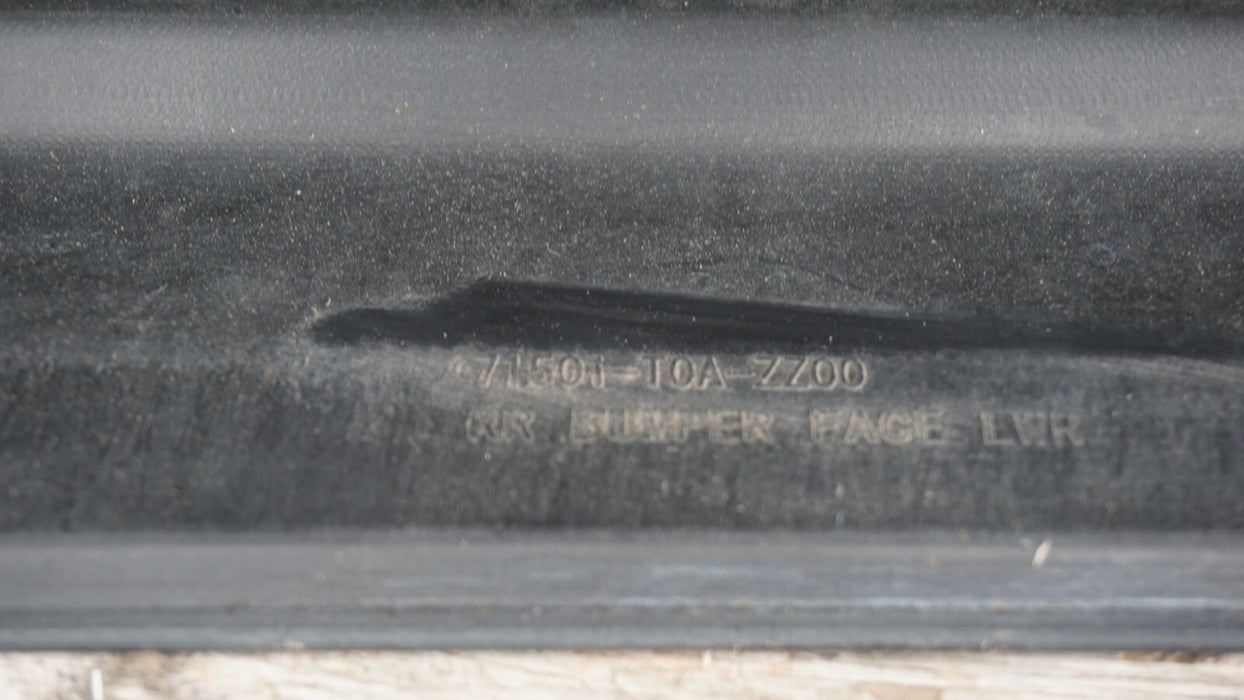 71501-T0A-ZZ00
RR BUMPER FACE LWR